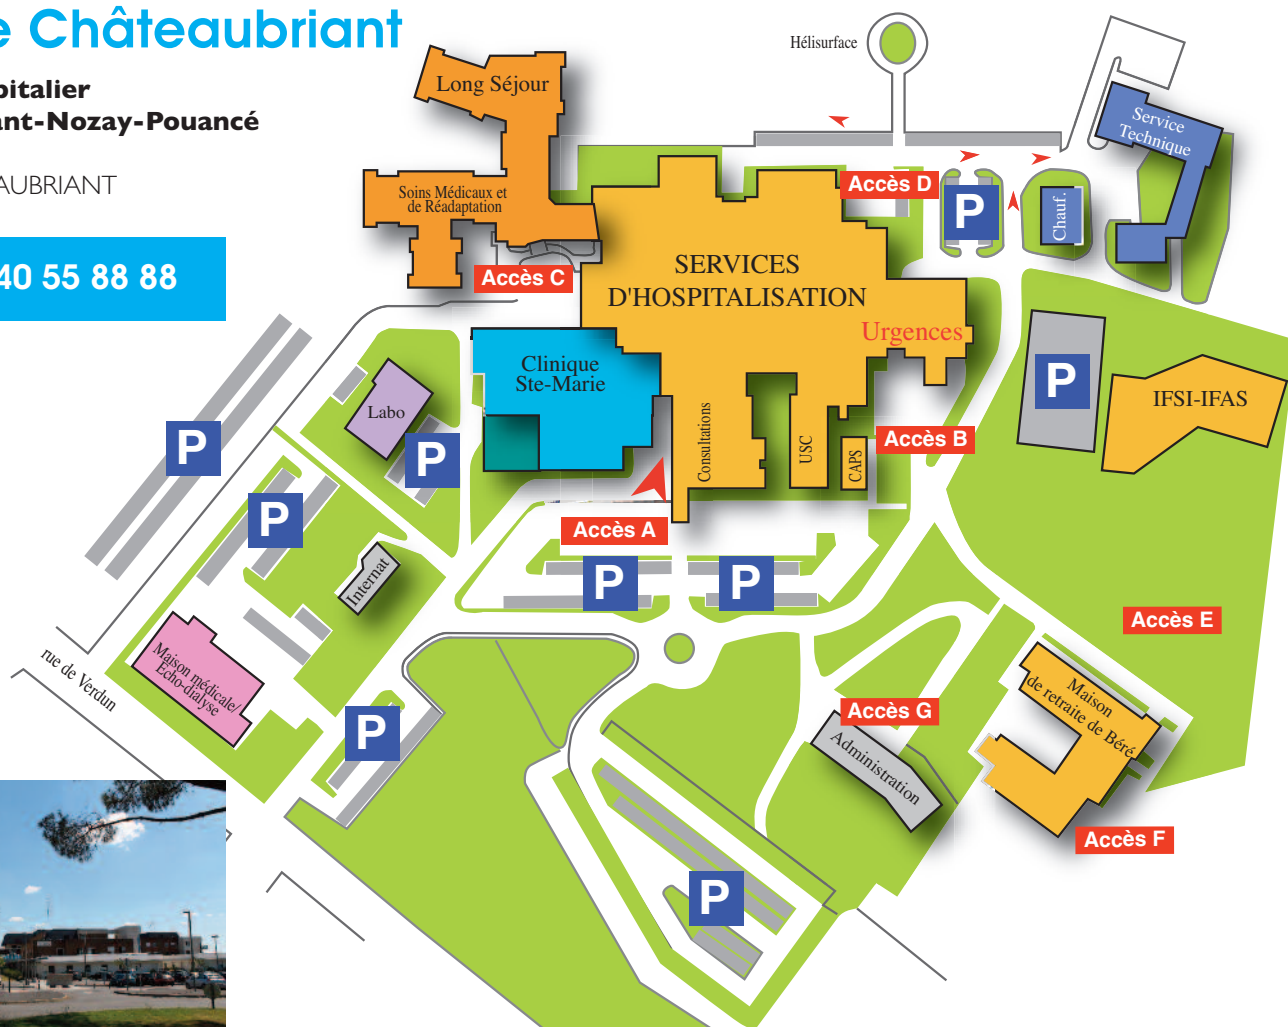 e Châteaubriant
pitalier
ant-Nozay-Pouancé
AUBRIANT
40 55 88 88
Hélisurface
Long Séjour
Service
Technique
Soins Médicaux et
de Réadaptation
Accès D
P
Chauf.
Accès C
SERVICES
D'HOSPITALISATION
Urgences
Clinique
Ste-Marie
P
IFSI-IFAS
Labo
Consultations
USC
CAPS
Accès B
P
P
P
Accès A
Internat
P
P
Accès E
Maison médicale/
Echo-dialyse
rue de Verdun
Maison
de retraite de Béré
P
Accès G
Administration
Accès F
P